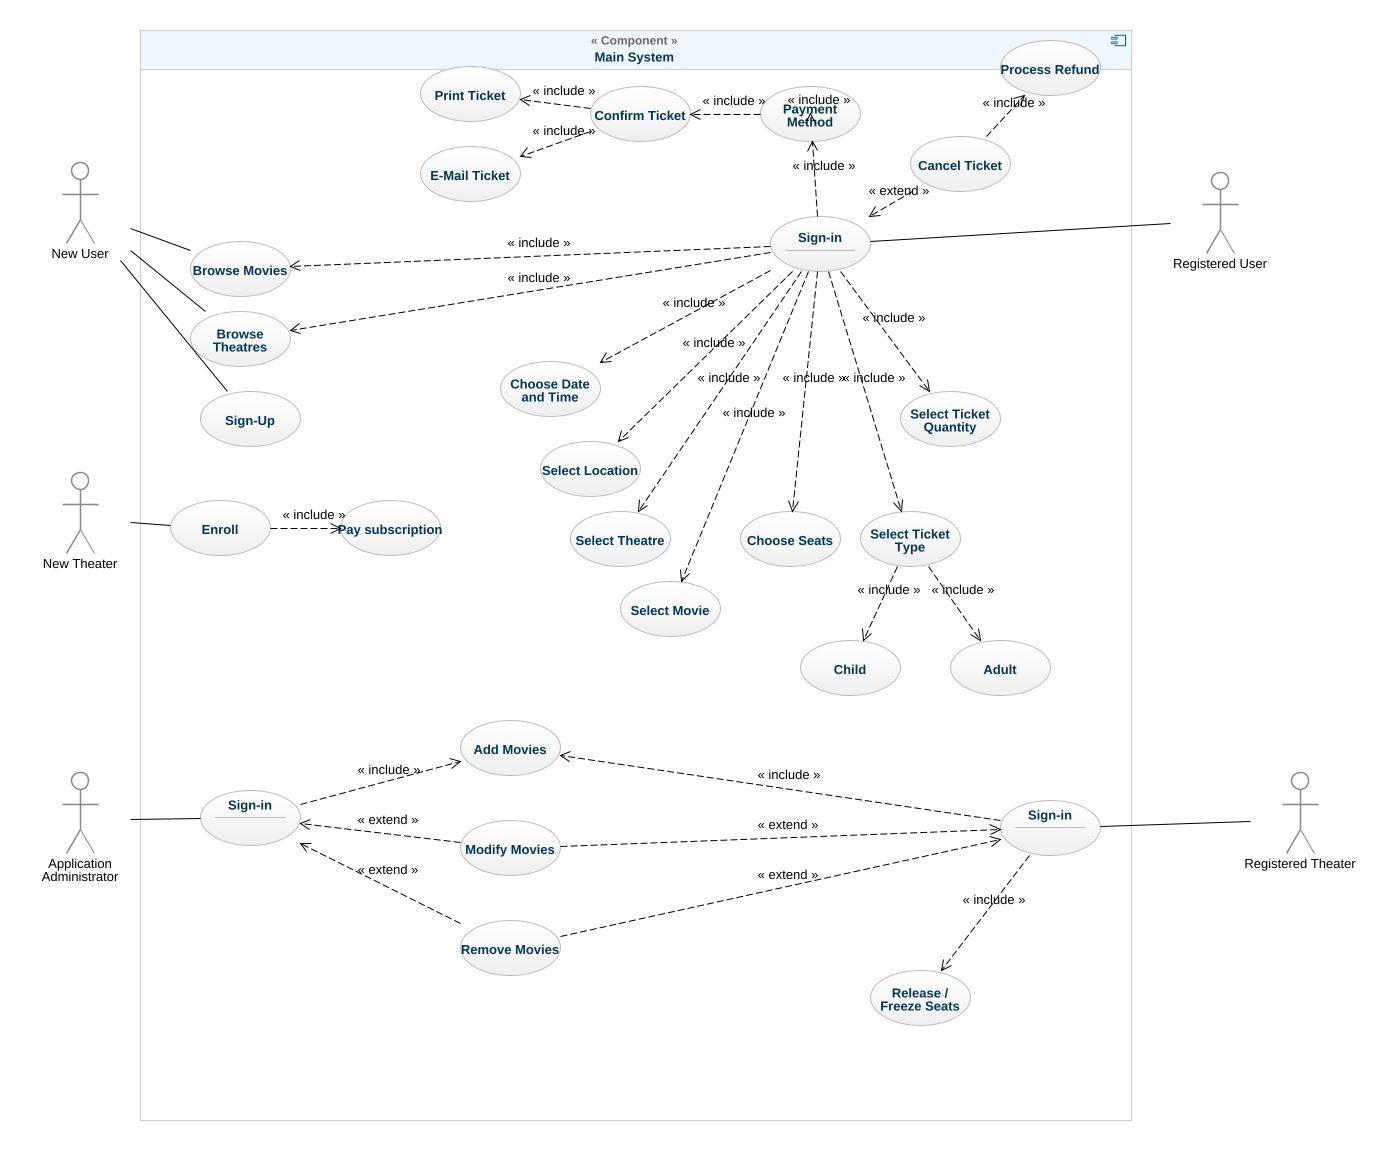 « Component »
Main System
Process Refund
Print Ticket
« include »
Confirm Ticket
« include »
« include »
Payment
Method
« include »
« include »
E-Mail Ticket
« include »
Cancel Ticket
« extend »
New User
Registered User
Sign-in
« include »
Browse Movies
« include »
Browse
Theatres
« include »
« include »
« include »
« include »
« include »
« include »
« include »
Choose Date
and Time
Select Ticket
Quantity
Sign-Up
Select Location
New Theater
Enroll
« include »
Pay subscription
Select Theatre
Choose Seats
Select Ticket
Type
Select Movie
« include »
« include »
Child
Adult
Add Movies
« include »
« include »
Sign-in
Sign-in
« extend »
« extend »
Modify Movies
Application
Administrator
Registered Theater
« extend »
« extend »
« include »
Remove Movies
Release /
Freeze Seats